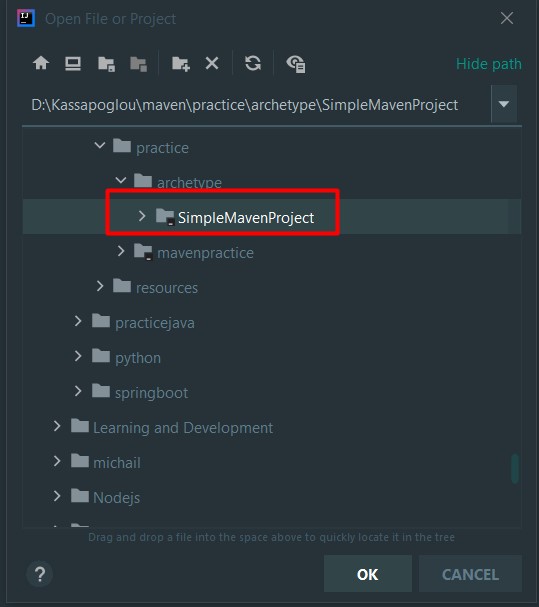 IJ
Open File or Project
Hide path
D:\Kassapoglou\maven\practice\archetype\SimpleMavenProject
practice
archetype
SimpleMavenProject
mavenpractice
resources
practicejava
python
springboot
Learning and Development
michail
Nodejs
Drag and drop a file into the space above to quickly locate it in the tree
? OK CANCEL